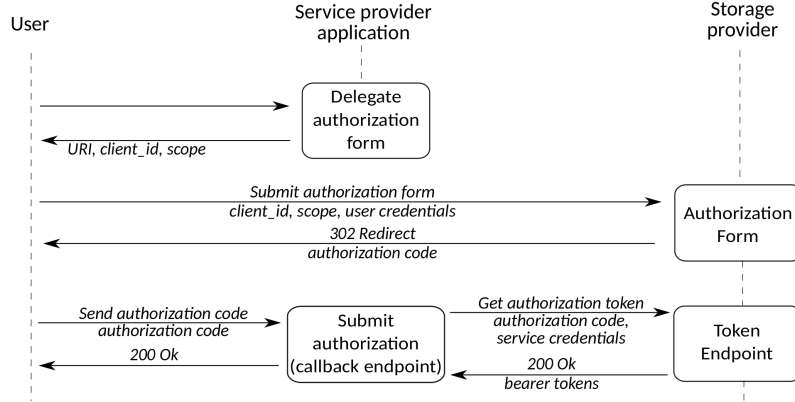 User
Service provider
application
Storage
provider
Delegate
authorization
form
URI, client_id, scope
Submit authorization form
client_id, scope, user credentials
302 Redirect
authorization code
Authorization
Form
Send authorization code
authorization code
200 Ok
Submit
authorization
(callback endpoint)
Get authorization token
authorization code,
service credentials
200 Ok
bearer tokens
Token
Endpoint